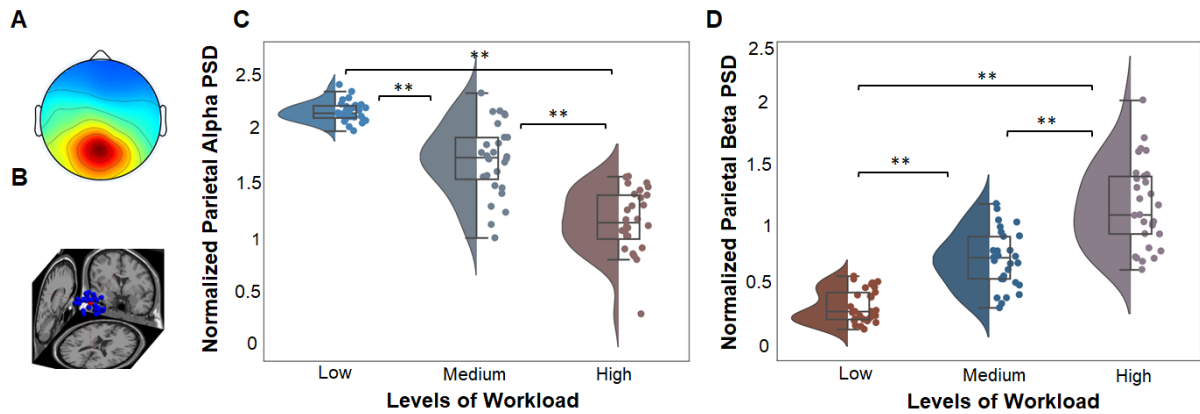 A
B
C
Normalized Parietal Alpha PSD
2.5
2
1.5
1
0.5
0
**
**
**
Low
Medium
High
Levels of Workload
D
Normalized Parietal Beta PSD
2.5
2
1.5
1
0.5
0
**
**
**
Low
Medium
High
Levels of Workload